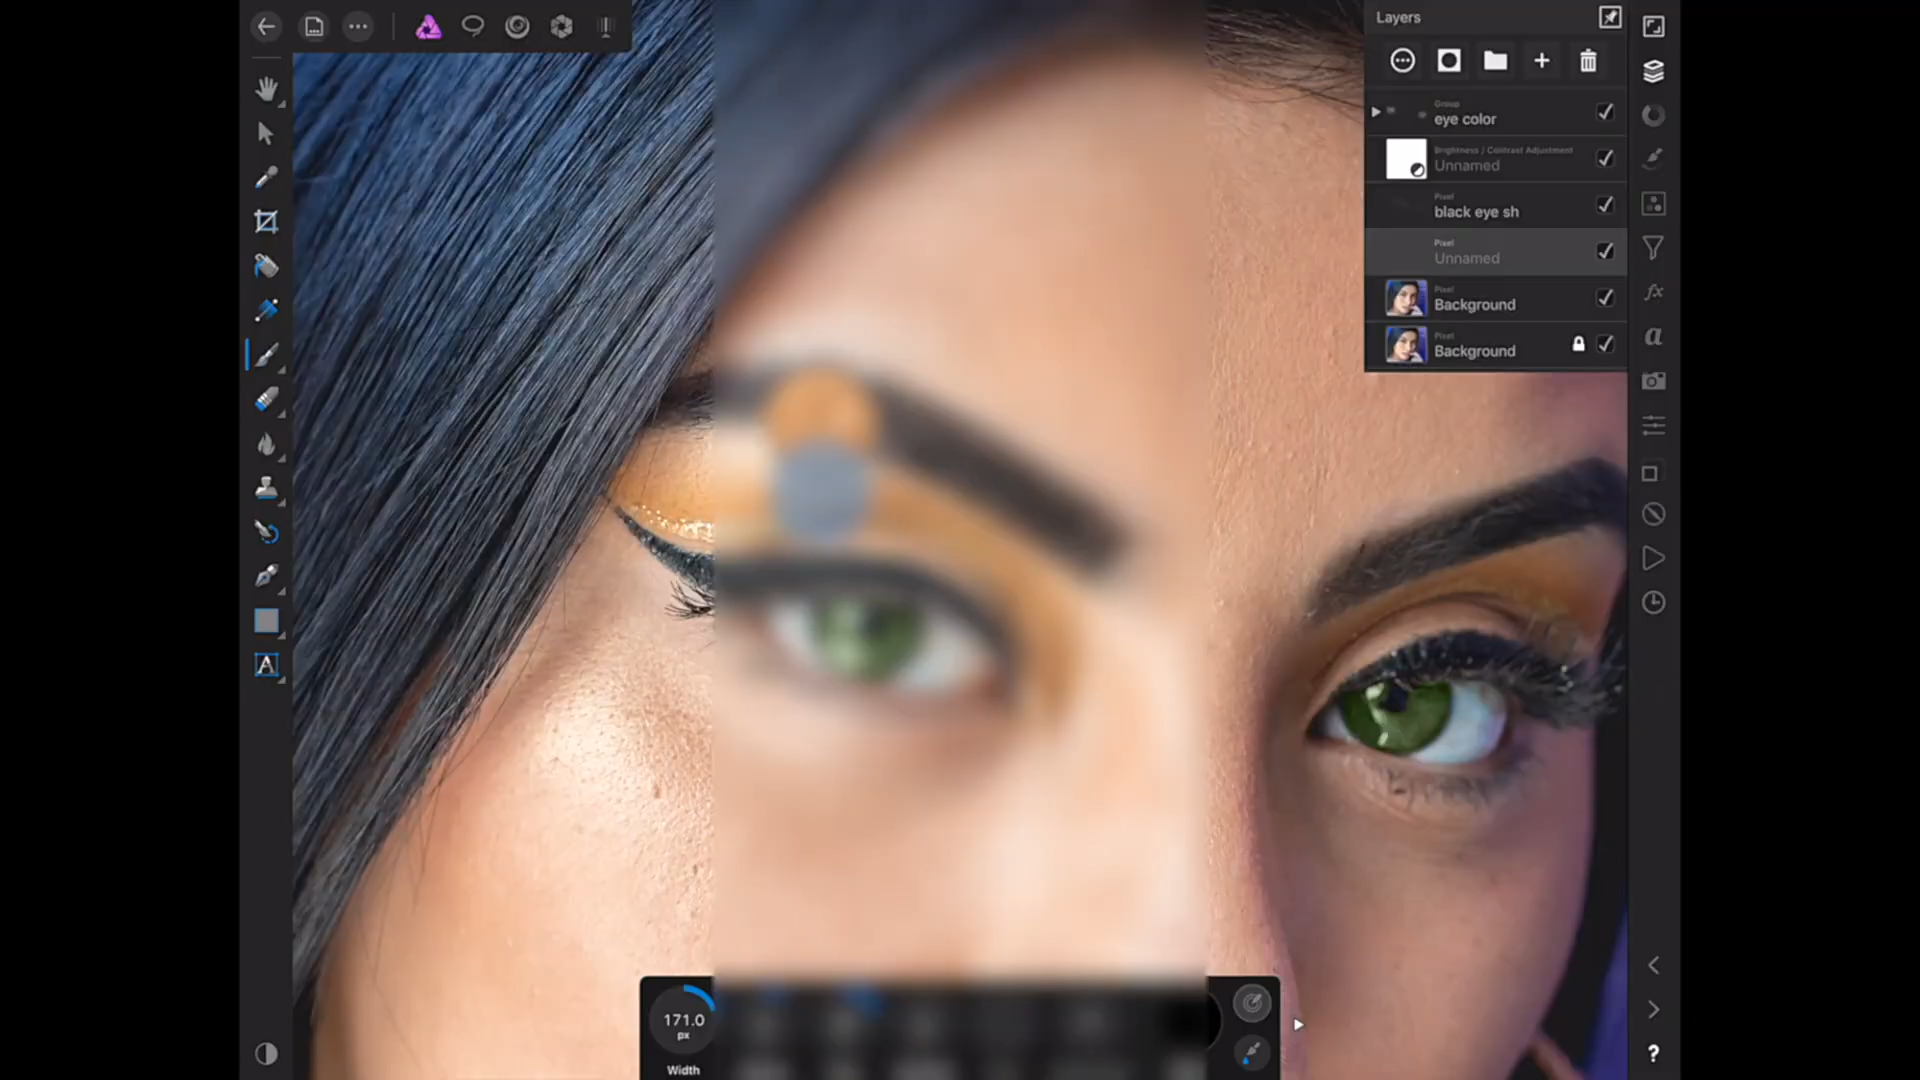 Layers
Group
eye color
Brightness / Contrast Adjustment
Unnamed
Pixel
black eye sh
Pixel
Unnamed
Pixel
Background
Pixel
Background
171.0
px
Width